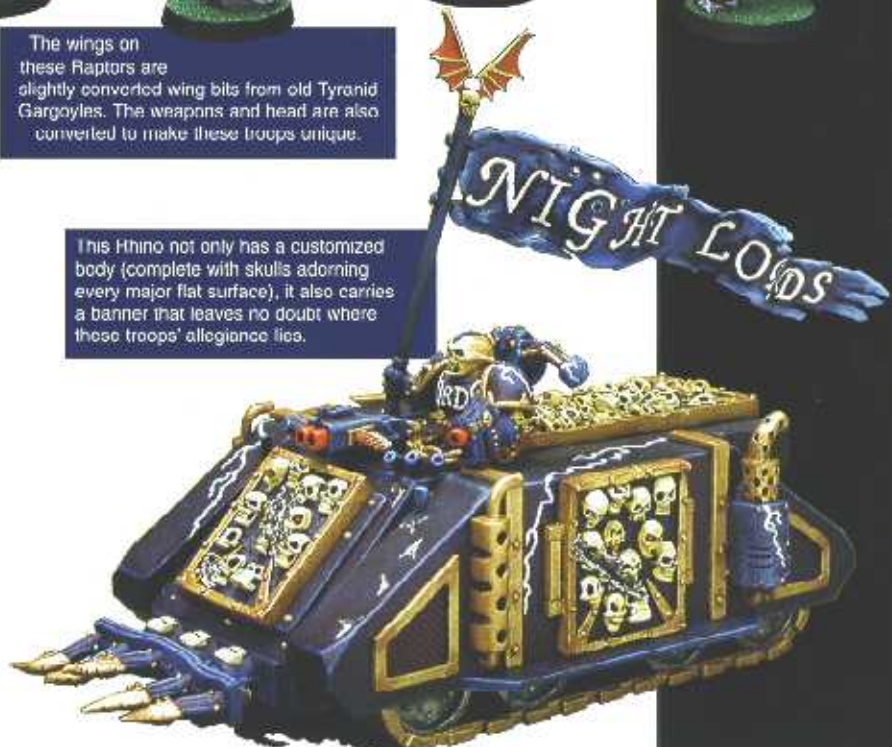 The wings on
these Raptors are
slightly converted wing bits from old Tyranid
Gargoyles. The weapons and head are also
converted to make these troops unique.
NIGHT LORDS
This Rhino not only has a customized
body (complete with skulls adorning
every major flat surface), it also carries
a banner that leaves no doubt where
these troops' allegiance lies.
RDS